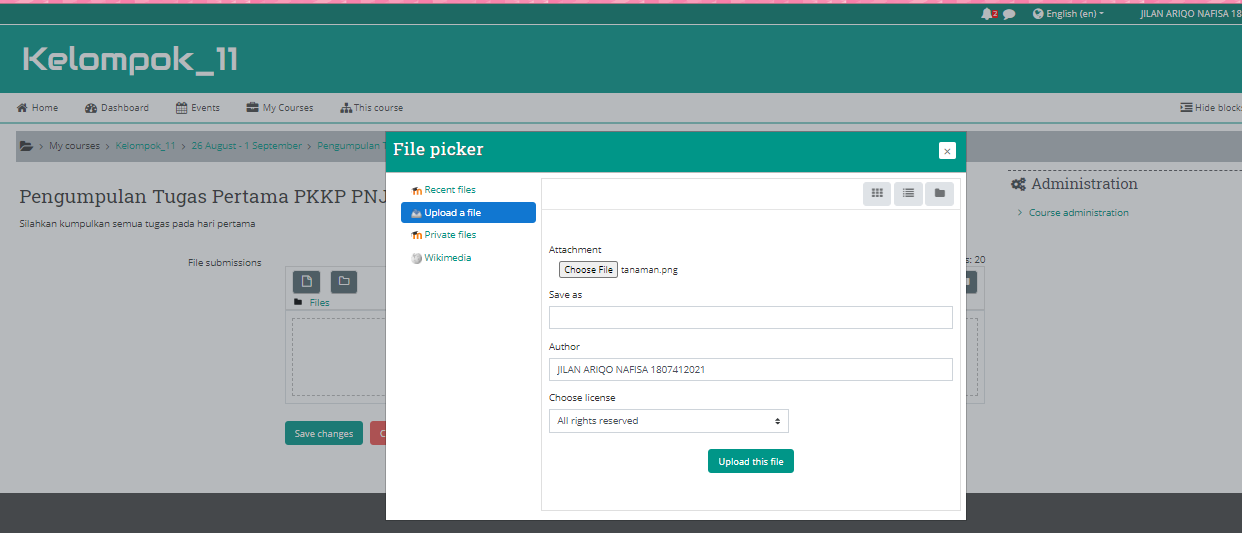 2
English (en)
JILAN ARIQO NAFISA 18
Kelompok_11
Home
Dashboard
Events
My Courses
This course
Hide block
My courses
Kelompok_11
26 August - 1 September
Pengumpulan
File picker
×
Pengumpulan Tugas Pertama PKKP PNJ
Silahkan kumpulkan semua tugas pada hari pertama
Administration
Course administration
File submissions
s: 20
Files
Save changes
C
Recent files
Upload a file
Private files
Wikimedia
Attachment
Choose File tanaman.png
Save as
Author
JILAN ARIQO NAFISA 1807412021
Choose license
All rights reserved
Upload this file